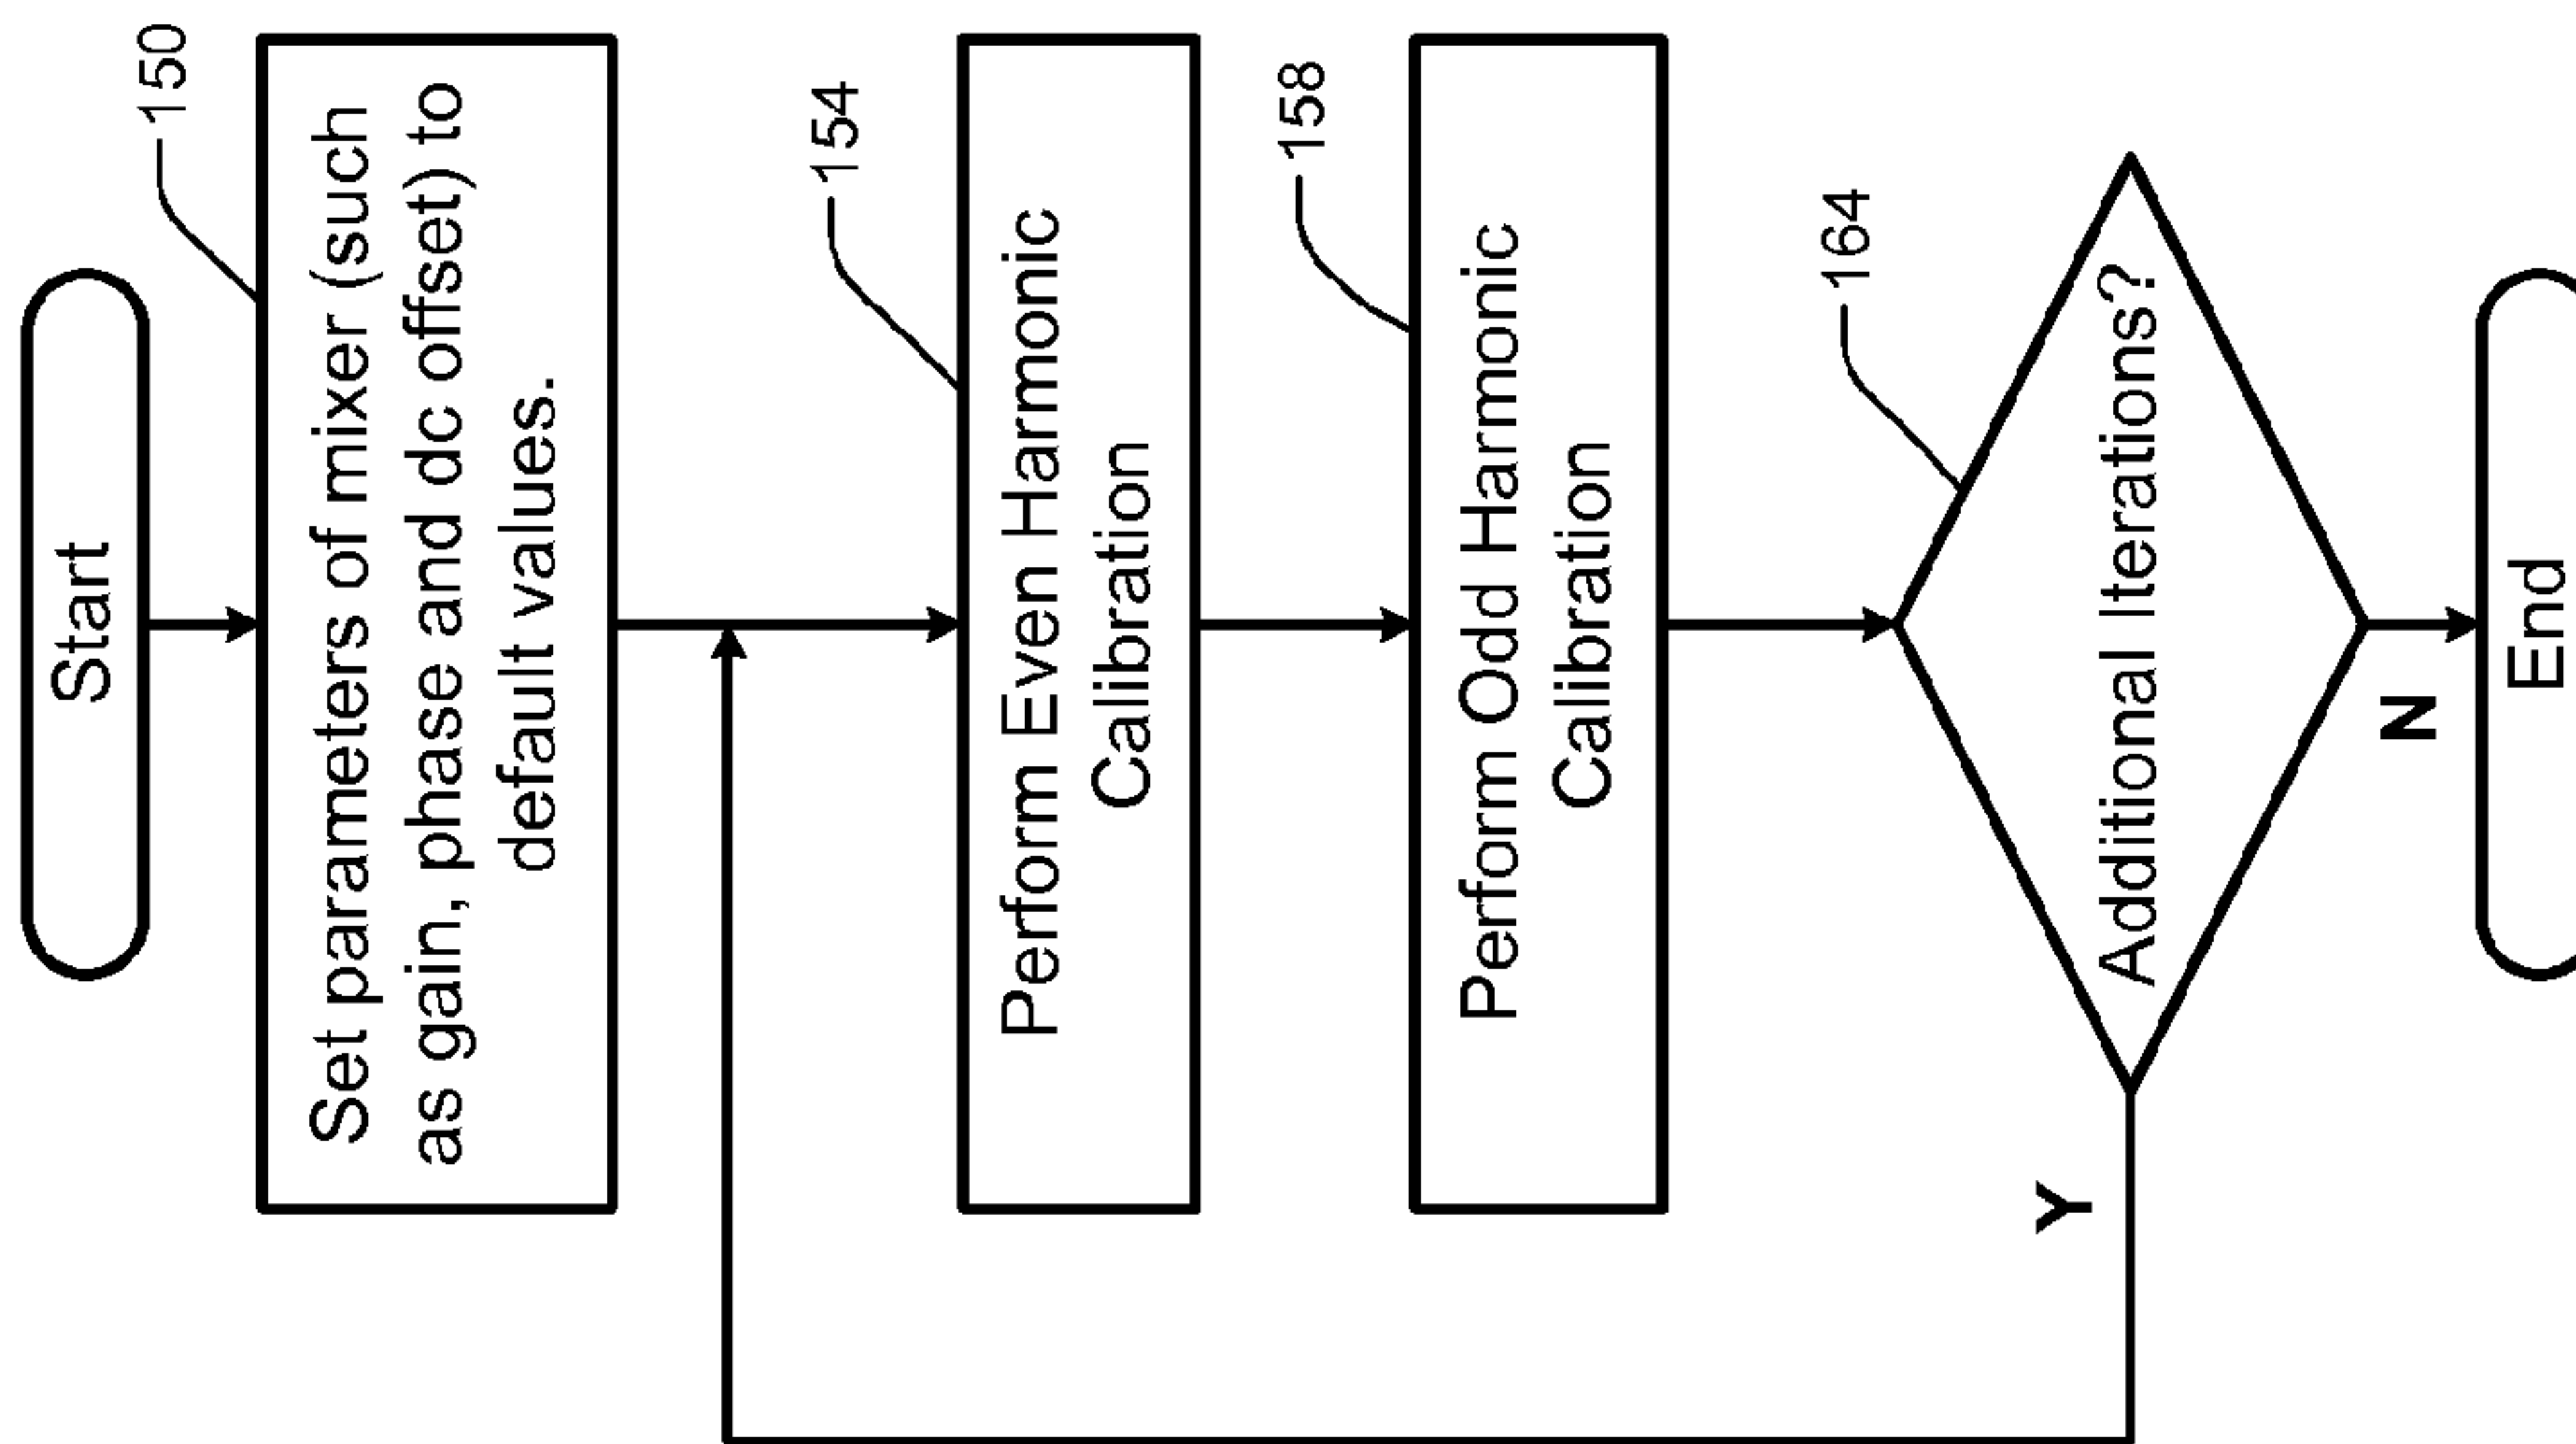 Start
150
Set parameters of mixer (such
as gain, phase and dc offset) to
default values.
154
Perform Even Harmonic
Calibration
158
Perform Odd Harmonic
Calibration
164
Additional Iterations?
Y
N
End